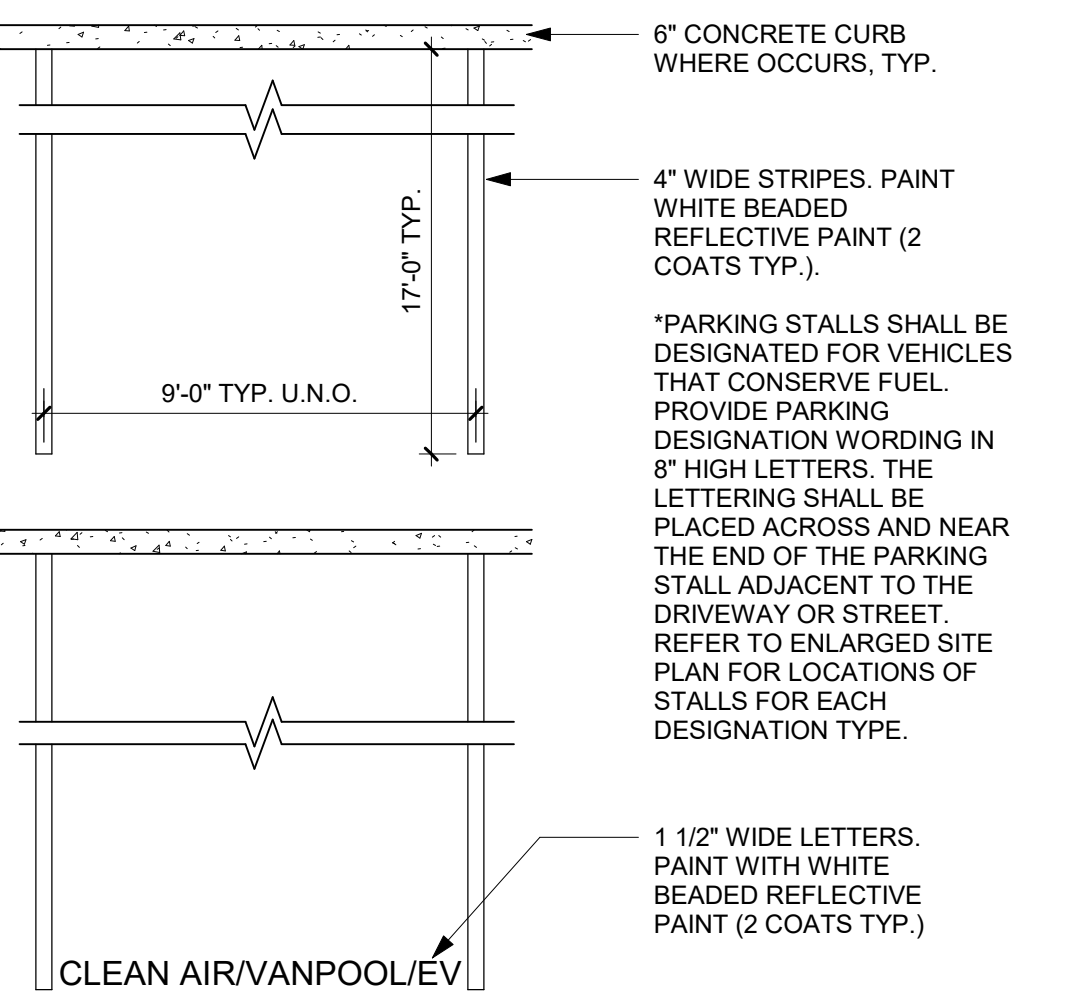 6" CONCRETE CURB
WHERE OCCURS, TYP.
4" WIDE STRIPES. PAINT
WHITE BEADED
REFLECTIVE PAINT (2
COATS TYP.).
17'-0" TYP.
9'-0" TYP. U.N.O.
*PARKING STALLS SHALL BE
DESIGNATED FOR VEHICLES
THAT CONSERVE FUEL.
PROVIDE PARKING
DESIGNATION WORDING IN
8" HIGH LETTERS. THE
LETTERING SHALL BE
PLACED ACROSS AND NEAR
THE END OF THE PARKING
STALL ADJACENT TO THE
DRIVEWAY OR STREET.
REFER TO ENLARGED SITE
PLAN FOR LOCATIONS OF
STALLS FOR EACH
DESIGNATION TYPE.
1 1/2" WIDE LETTERS.
PAINT WITH WHITE
BEADED REFLECTIVE
PAINT (2 COATS TYP.)
CLEAN AIR/VANPOOL/EV